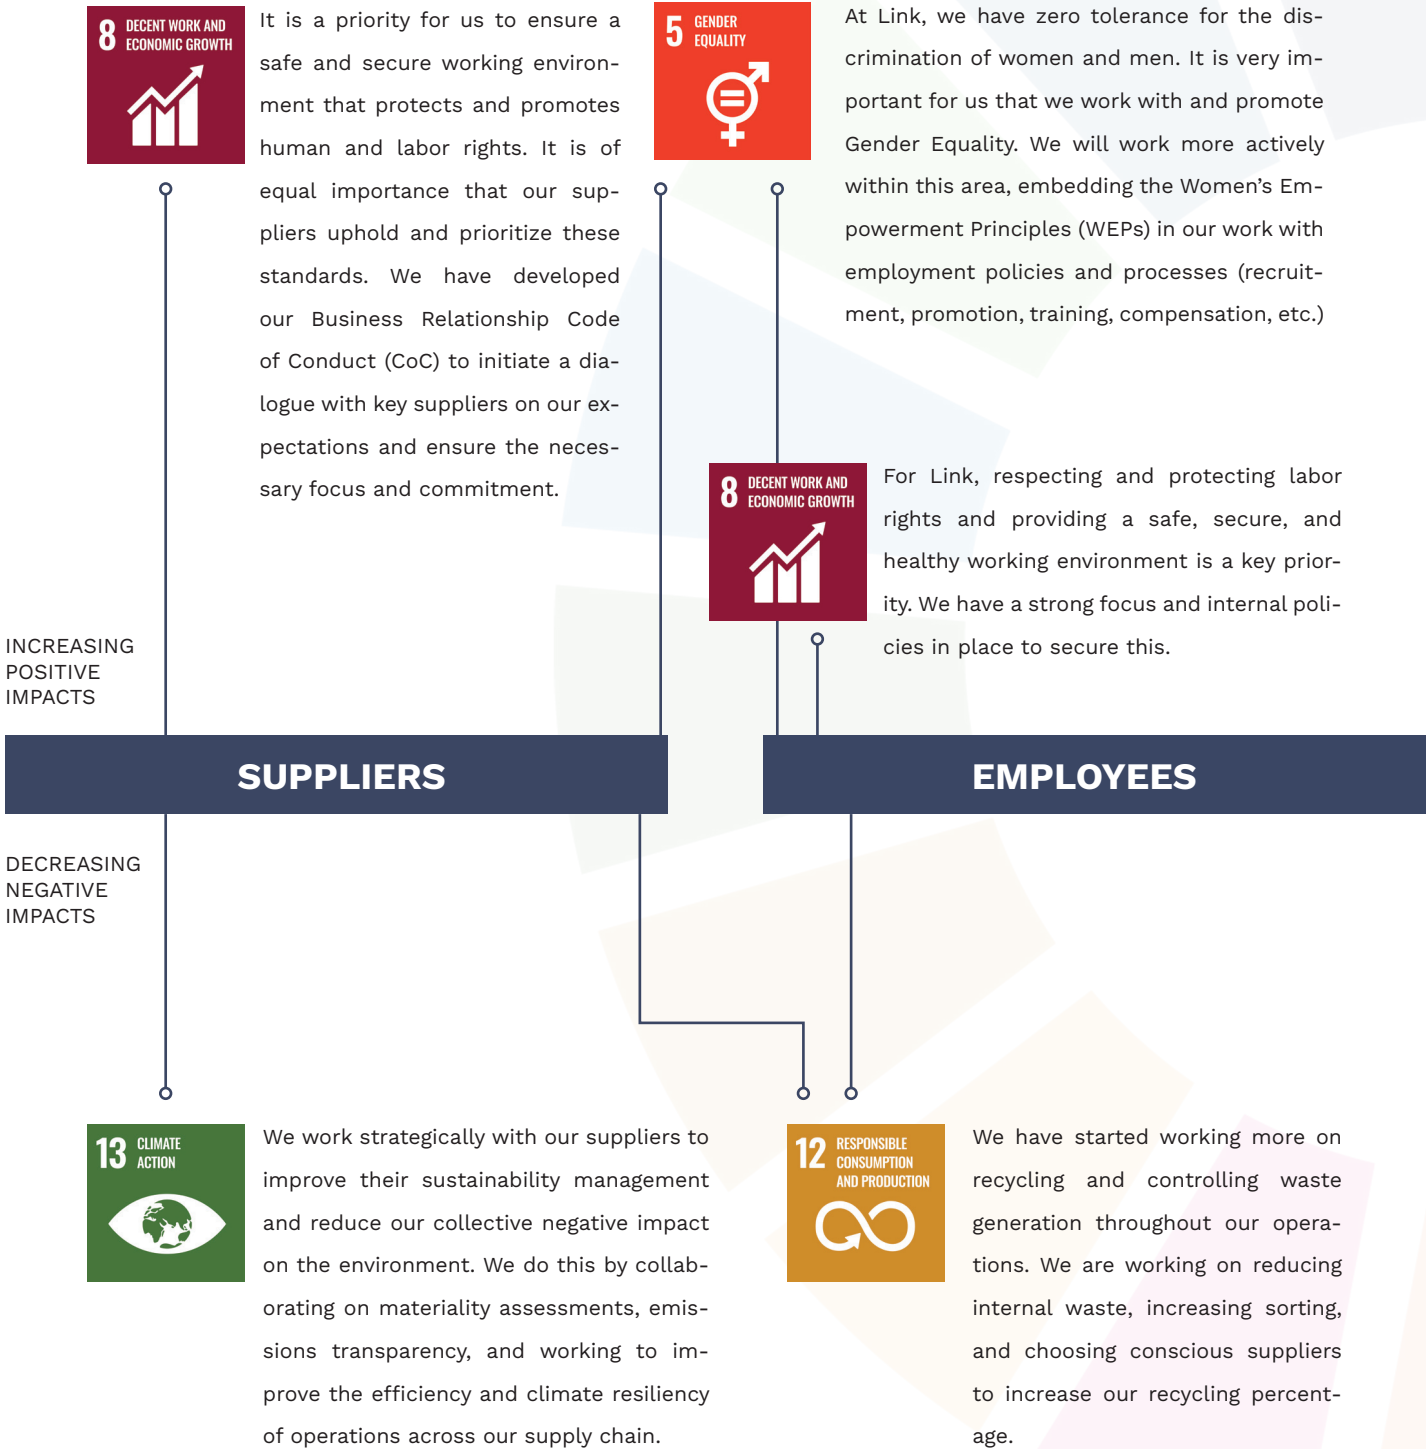 8 DECENT WORK AND
ECONOMIC GROWTH
It is a priority for us to ensure a
safe and secure working environ-
ment that protects and promotes
human and labor rights. It is of
equal importance that our sup-
pliers uphold and prioritize these
standards. We have developed
our Business Relationship Code
of Conduct (CoC) to initiate a dia-
logue with key suppliers on our ex-
pectations and ensure the neces-
sary focus and commitment.
5 GENDER
EQUALITY
At Link, we have zero tolerance for the dis-
crimination of women and men. It is very im-
portant for us that we work with and promote
Gender Equality. We will work more actively
within this area, embedding the Women’s Em-
powerment Principles (WEPs) in our work with
employment policies and processes (recruit-
ment, promotion, training, compensation, etc.)
8 DECENT WORK AND
ECONOMIC GROWTH
For Link, respecting and protecting labor
rights and providing a safe, secure, and
healthy working environment is a key prior-
ity. We have a strong focus and internal poli-
cies in place to secure this.
INCREASING
POSITIVE
IMPACTS
SUPPLIERS
EMPLOYEES
DECREASING
NEGATIVE
IMPACTS
13 CLIMATE
ACTION
We work strategically with our suppliers to
improve their sustainability management
and reduce our collective negative impact
on the environment. We do this by collab-
orating on materiality assessments, emis-
sions transparency, and working to im-
prove the efficiency and climate resiliency
of operations across our supply chain.
12 RESPONSIBLE
CONSUMPTION
AND PRODUCTION
We have started working more on
recycling and controlling waste
generation throughout our opera-
tions. We are working on reducing
internal waste, increasing sorting,
and choosing conscious suppliers
to increase our recycling percent-
age.